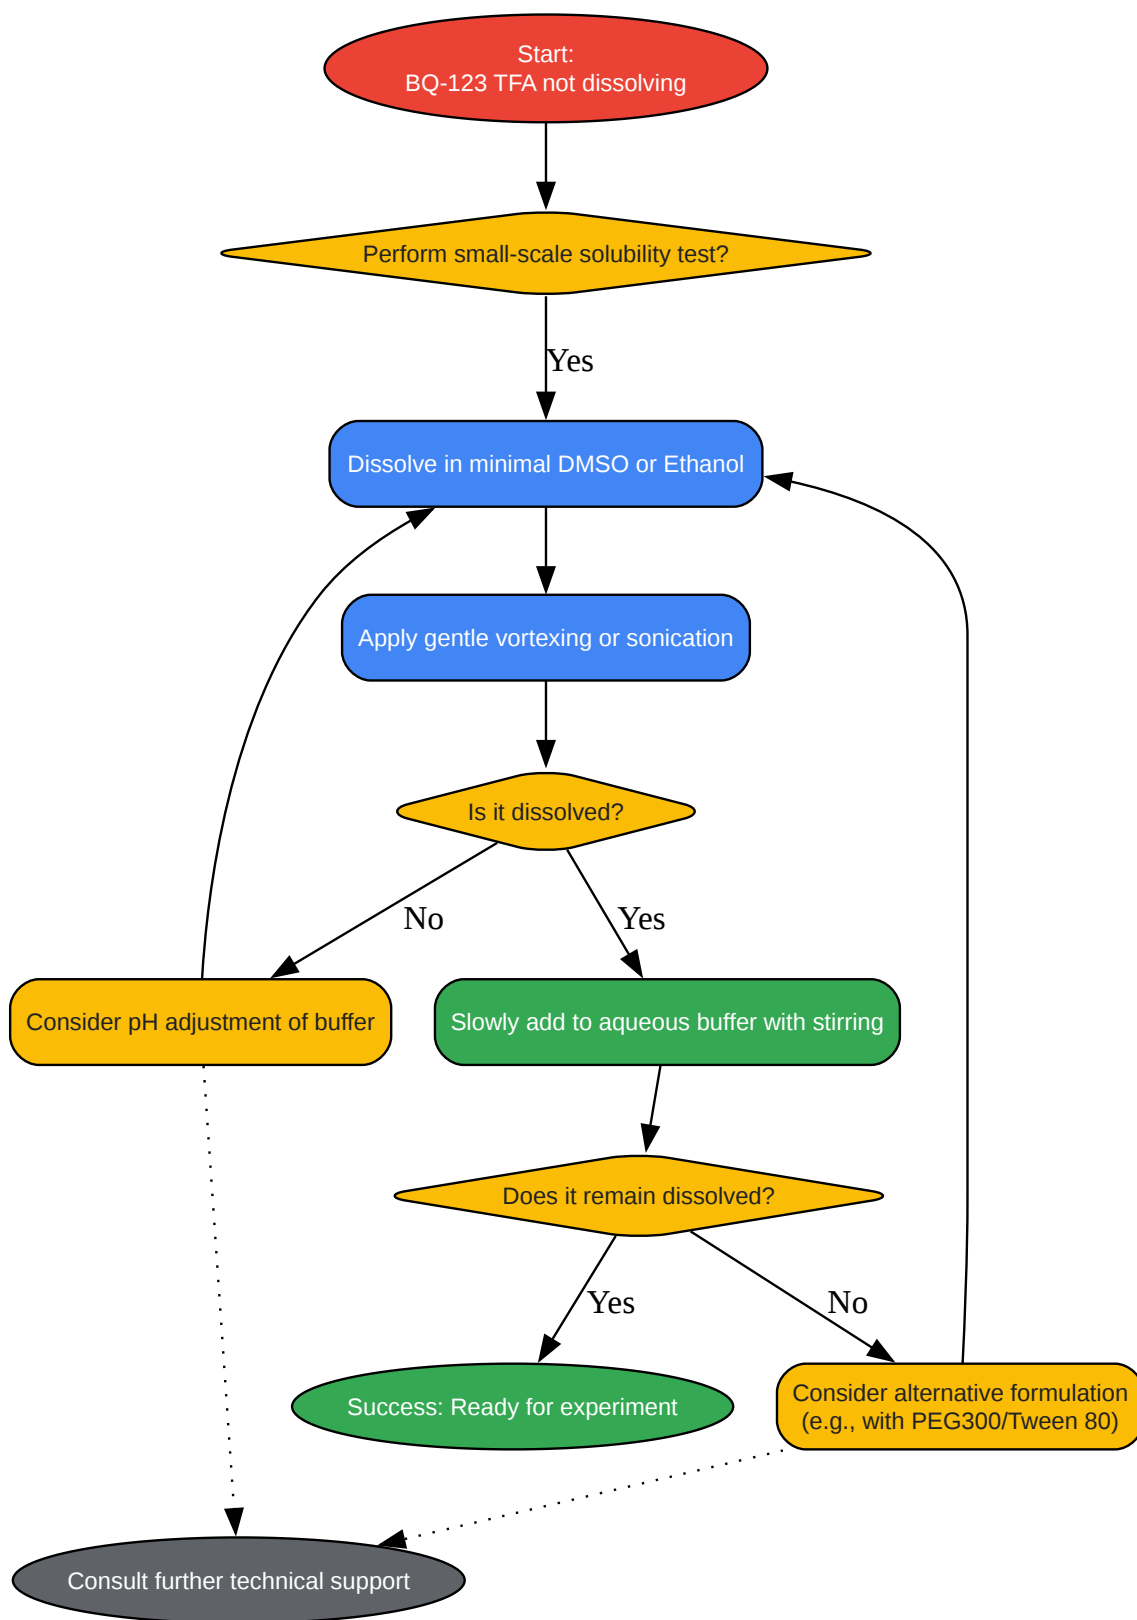 Start:
BQ-123 TFA not dissolving
Perform small-scale solubility test?
Yes
Dissolve in minimal DMSO or Ethanol
Apply gentle vortexing or sonication
Is it dissolved?
No
Yes
Consider pH adjustment of buffer
Slowly add to aqueous buffer with stirring
Does it remain dissolved?
Yes
No
Success: Ready for experiment
Consider alternative formulation
(e.g., with PEG300/Tween 80)
Consult further technical support